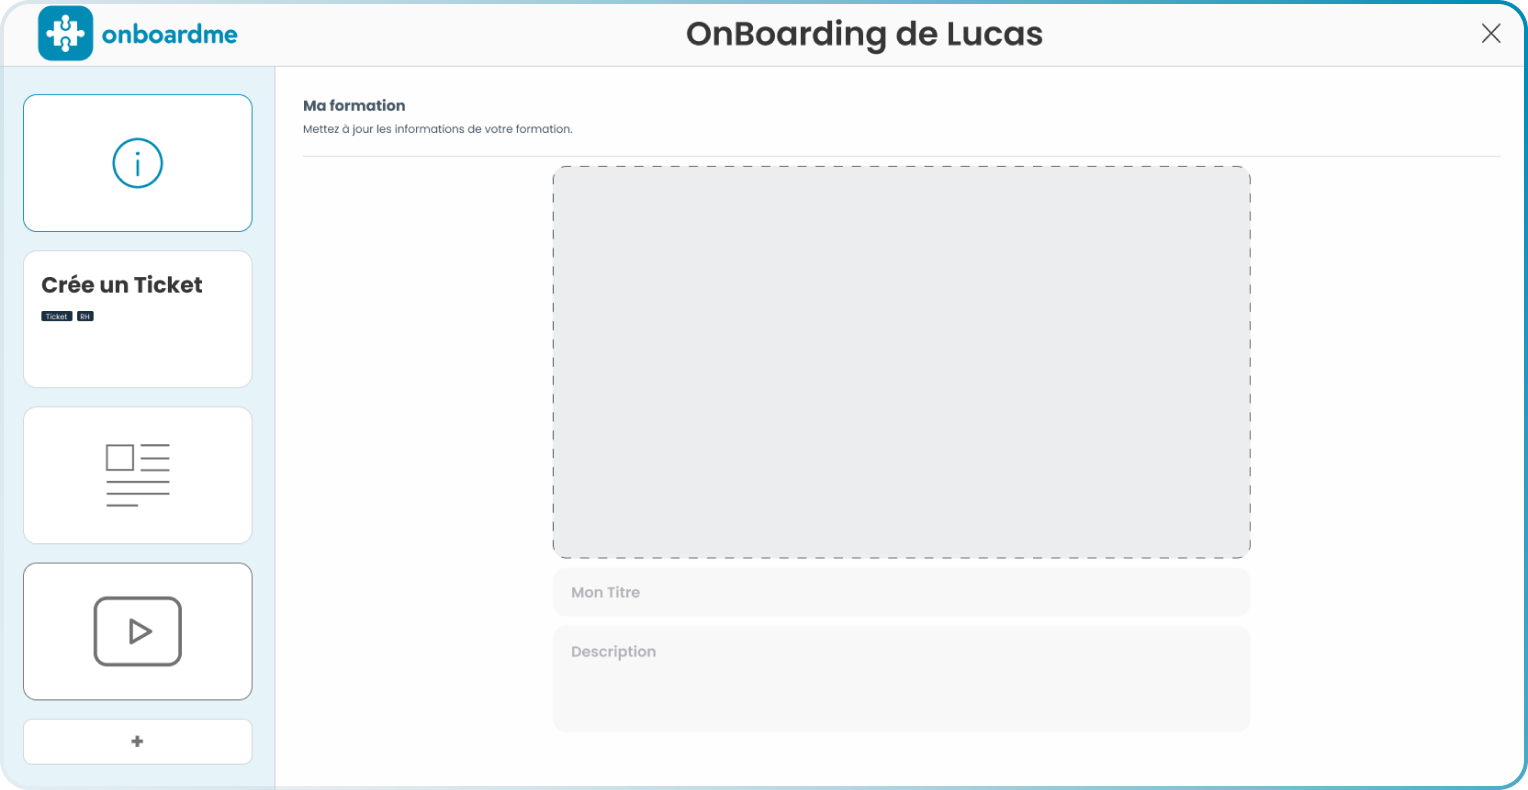 onboardme
OnBoarding de Lucas
Ma formation
Mettez à jour les informations de votre formation.
Crée un Ticket
Ticket RH
Mon Titre
Description